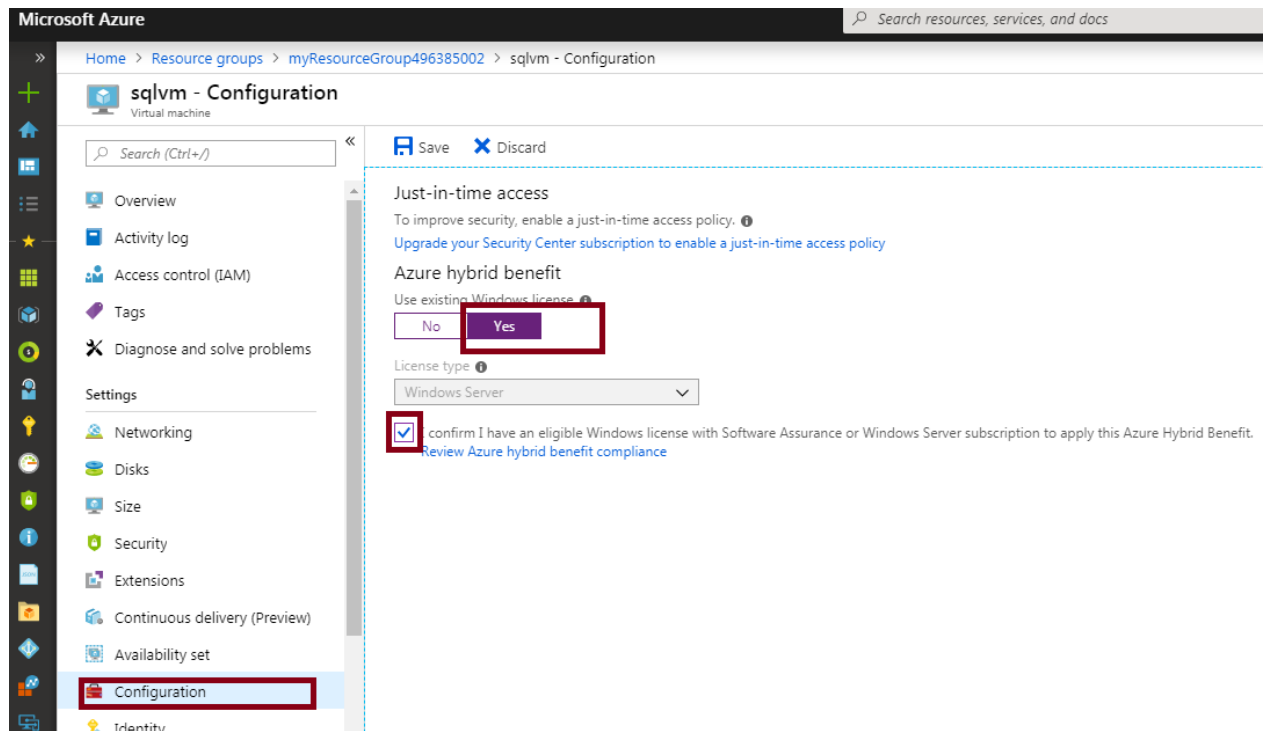 Microsoft Azure
Search resources, services, and docs
Home > Resource groups > myResourceGroup496385002 > sqlvm - Configuration
sqlvm - Configuration
Virtual machine
Search (Ctrl+/)
Save Discard
Overview
Activity log
Access control (IAM)
Tags
Diagnose and solve problems
Settings
Networking
Disks
Size
Security
Extensions
Continuous delivery (Preview)
Availability set
Configuration
Identity
Just-in-time access
To improve security, enable a just-in-time access policy.
Upgrade your Security Center subscription to enable a just-in-time access policy
Azure hybrid benefit
Use existing Windows license
No Yes
License type
Windows Server
I confirm I have an eligible Windows license with Software Assurance or Windows Server subscription to apply this Azure Hybrid Benefit.
Review Azure hybrid benefit compliance